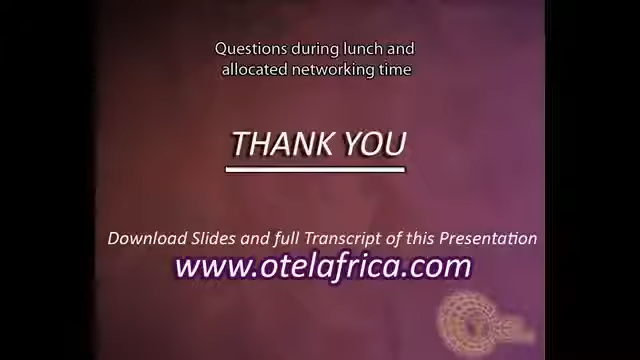 Questions during lunch and
allocated networking time
THANK YOU
Download Slides and full Transcript of this Presentation
www.otelafrica.com